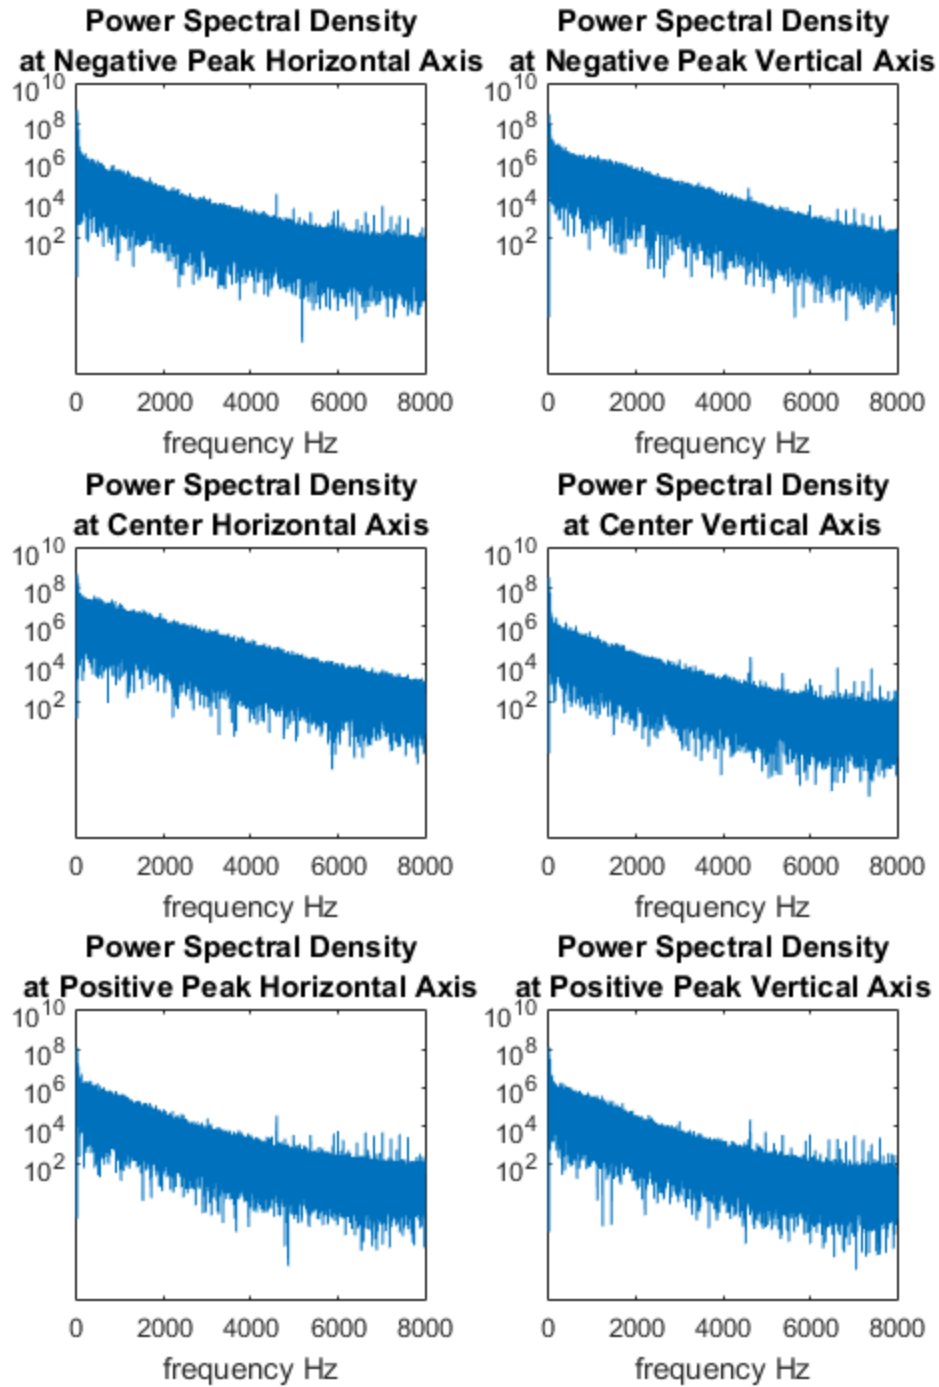 Power Spectral Density
at Negative Peak Horizontal Axis
10^10
10^8
10^6
10^4
10^2
0 2000 4000 6000 8000
frequency Hz
Power Spectral Density
at Negative Peak Vertical Axis
10^10
10^8
10^6
10^4
10^2
0 2000 4000 6000 8000
frequency Hz
Power Spectral Density
at Center Horizontal Axis
10^10
10^8
10^6
10^4
10^2
0 2000 4000 6000 8000
frequency Hz
Power Spectral Density
at Center Vertical Axis
10^10
10^8
10^6
10^4
10^2
0 2000 4000 6000 8000
frequency Hz
Power Spectral Density
at Positive Peak Horizontal Axis
10^10
10^8
10^6
10^4
10^2
0 2000 4000 6000 8000
frequency Hz
Power Spectral Density
at Positive Peak Vertical Axis
10^10
10^8
10^6
10^4
10^2
0 2000 4000 6000 8000
frequency Hz